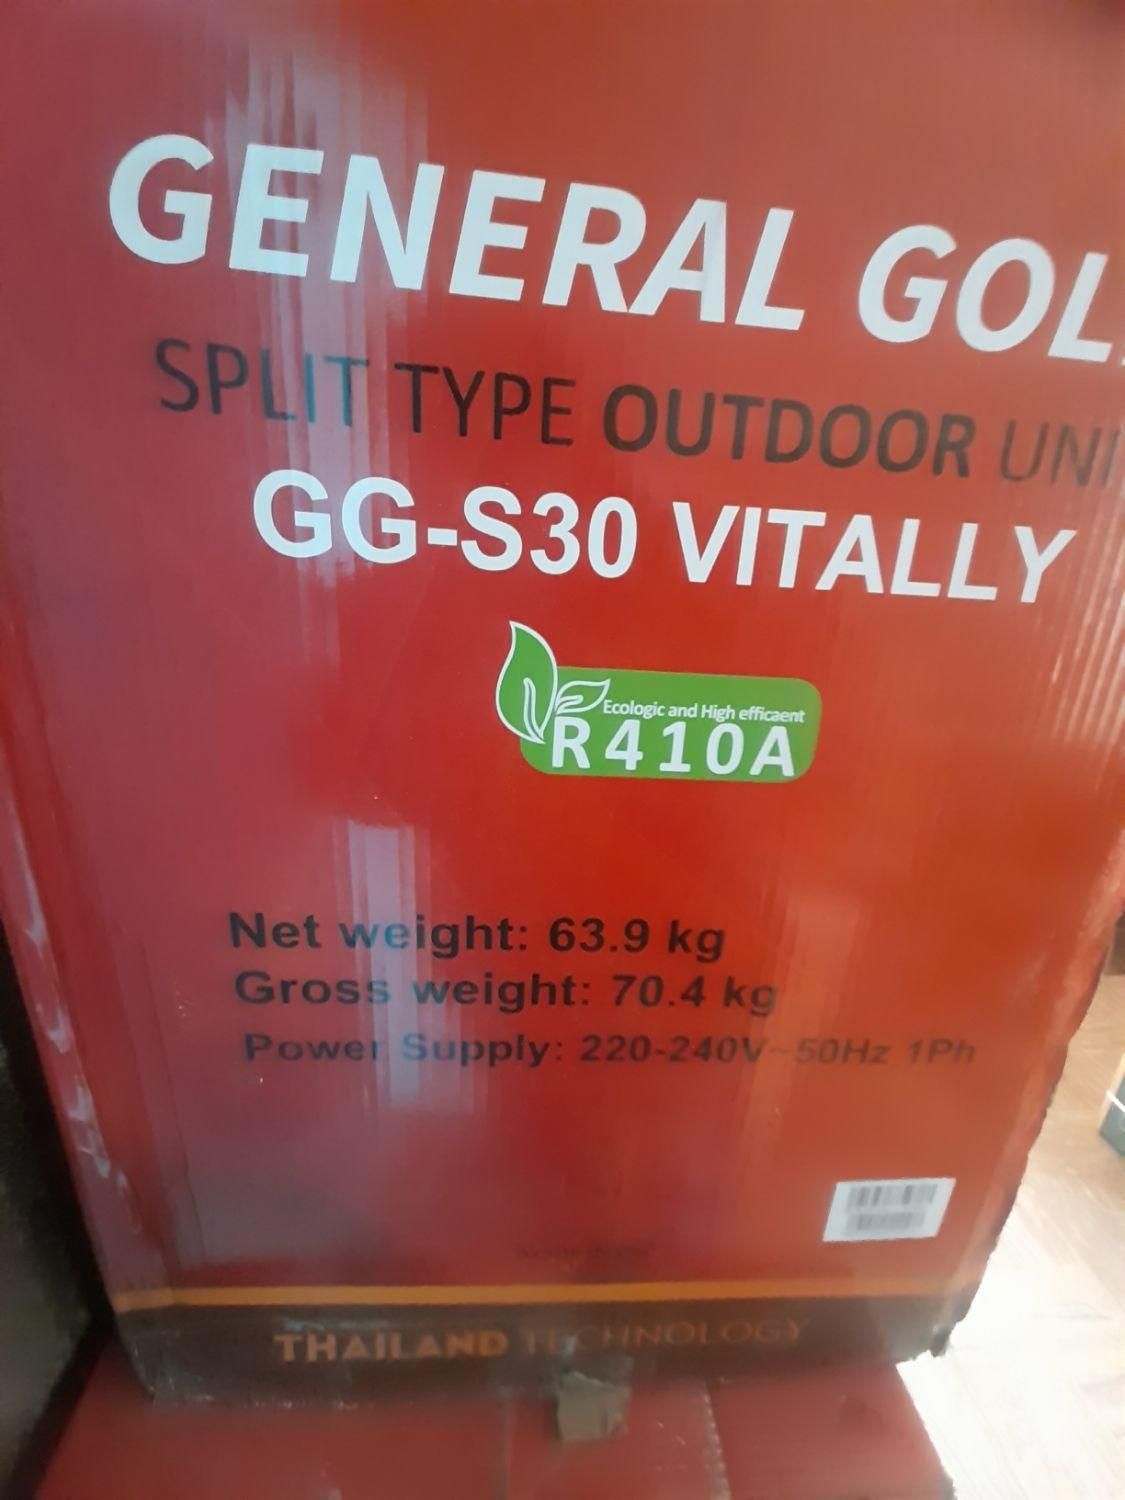 GENERAL GOL
SPLIT TYPE OUTDOOR UNI
GG-S30 VITALLY
Ecologic and High efficaent
R410A
Net weight: 63.9 kg
Gross weight: 70.4 kg
Power Supply: 220-240V~50Hz 1Ph
THAILAND TECHNOLOGY